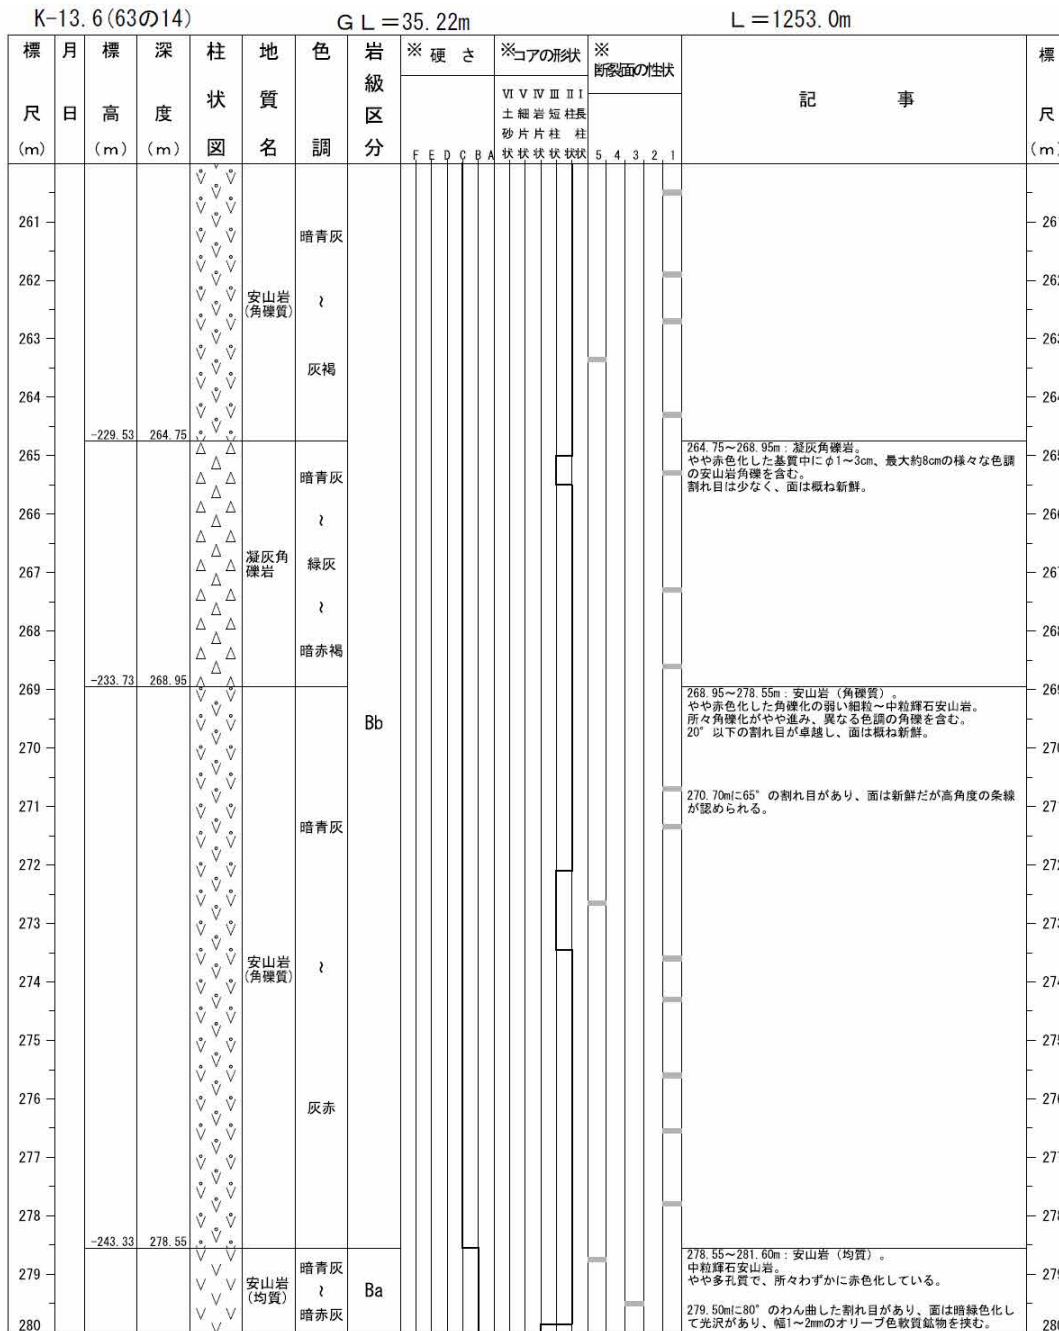 K-13.6(63の14) GL=35.22m L=1253.0m
標尺(m) 月日 標高(m) 深度(m) 柱状図 地質名 色調 岩級区分 ※硬さ ※コアの形状 ※断裂面の性状 記事 標尺(m)
F E D C B A
Ⅵ土砂状 Ⅴ細片状 Ⅳ岩片状 Ⅲ短柱状 Ⅱ柱状 Ⅰ長柱状
5 4 3 2 1
261
262
263
264
265
266
267
268
269
270
271
272
273
274
275
276
277
278
279
280
-229.53 264.75
-233.73 268.95
-243.33 278.55
安山岩
(角礫質)
暗青灰
~
灰褐
凝灰角
礫岩
暗青灰
~
緑灰
~
暗赤褐
安山岩
(角礫質)
暗青灰
~
灰赤
Bb
安山岩
(均質)
暗青灰
~
暗赤灰
Ba
264.75~268.95m:凝灰角礫岩。
やや赤色化した基質中にφ1~3cm、最大約8cmの様々な色調
の安山岩角礫を含む。
割れ目は少なく、面は概ね新鮮。
268.95~278.55m:安山岩(角礫質)。
やや赤色化した角礫化の弱い細粒~中粒輝石安山岩。
所々角礫化がやや進み、異なる色調の角礫を含む。
20°以下の割れ目が卓越し、面は概ね新鮮。
270.70mに65°の割れ目があり、面は新鮮だが高角度の条線
が認められる。
278.55~281.60m:安山岩(均質)。
中粒輝石安山岩。
やや多孔質で、所々わずかに赤色化している。
279.50mに80°のわん曲した割れ目があり、面は暗緑色化し
て光沢があり、幅1~2mmのオリーブ色軟質鉱物を挟む。